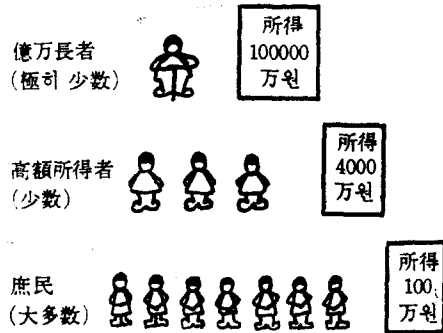 億万長者
(極히 少数)
所得
100000
万원
高額所得者
(少数)
所得
4000
万원
庶民
(大多数)
所得
100
万원